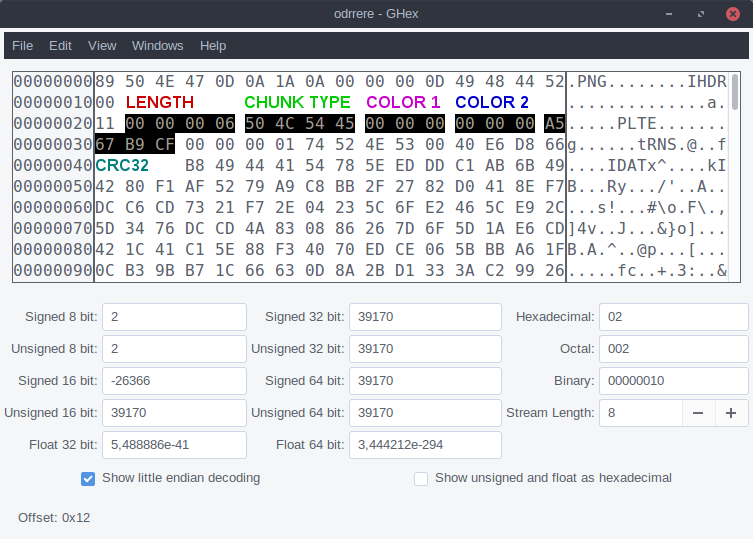 odrrere - GHex
File Edit View Windows Help
00000000 89 50 4E 47 0D 0A 1A 0A 00 00 00 0D 49 48 44 52 .PNG........IHDR
00000010 00 LENGTH CHUNK TYPE COLOR 1 COLOR 2 ..............a.
00000020 11 00 00 00 06 50 4C 54 45 00 00 00 00 00 00 A5 .....PLTE.......
00000030 67 B9 CF 00 00 00 01 74 52 4E 53 00 40 E6 D8 66 g......tRNS.@..f
00000040 CRC32 B8 49 44 41 54 78 5E ED DD C1 AB 6B 49 ....IDATx^....kI
00000050 42 80 F1 AF 52 79 A9 C8 BB 2F 27 82 D0 41 8E F7 B...Ry.../'..A..
00000060 DC C6 CD 73 21 F7 2E 04 23 5C 6F E2 46 5C E9 2C ...s!...#\o.F\.,
00000070 5D 34 76 DC CD 4A 83 08 86 26 7D 6F 5D 1A E6 CD ]4v..J...&}o]...
00000080 42 1C 41 C1 5E 88 F3 40 70 ED CE 06 5B BB A6 1F B.A.^..@p...[...
00000090 0C B3 9B B7 1C 66 63 0D 8A 2B D1 33 3A C2 99 26 .....fc..+.3:..&
Signed 8 bit: 2 Signed 32 bit: 39170 Hexadecimal: 02
Unsigned 8 bit: 2 Unsigned 32 bit: 39170 Octal: 002
Signed 16 bit: -26366 Signed 64 bit: 39170 Binary: 00000010
Unsigned 16 bit: 39170 Unsigned 64 bit: 39170 Stream Length: 8
Float 32 bit: 5,488886e-41 Float 64 bit: 3,444212e-294
Show little endian decoding Show unsigned and float as hexadecimal
Offset: 0x12